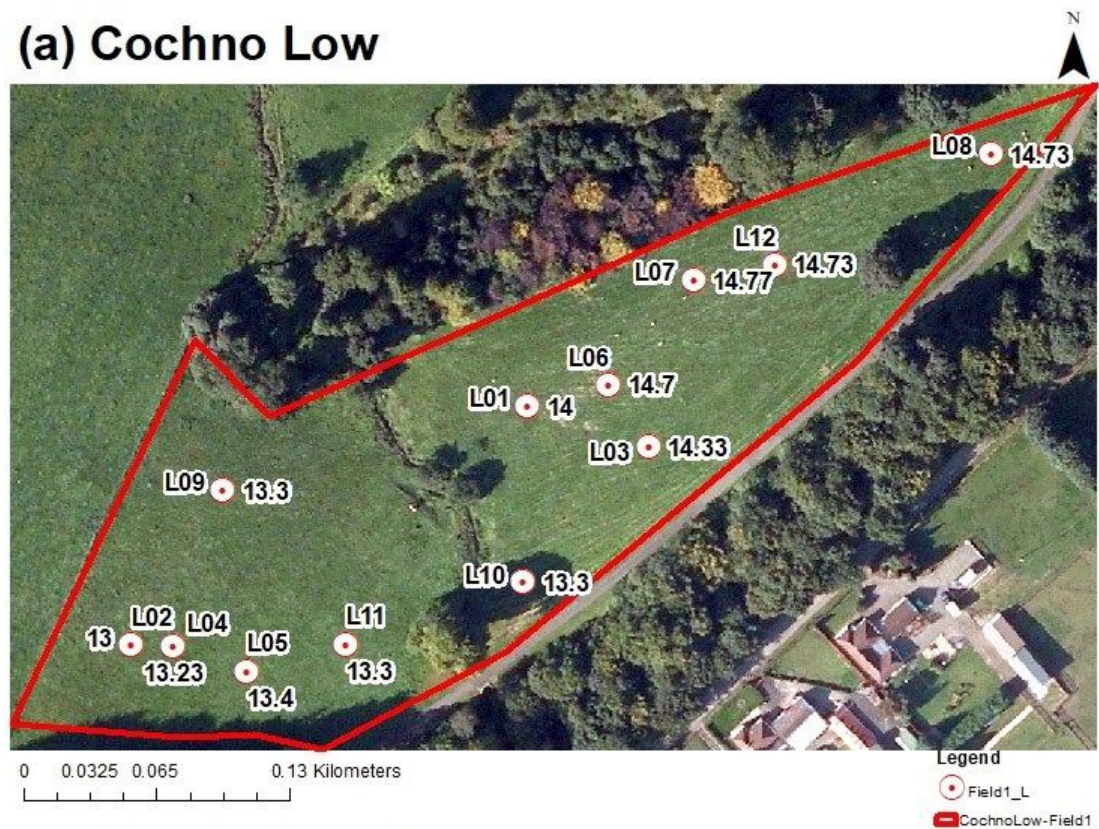 (a) Cochno Low
N
L08 14.73
L12 14.73
L07 14.77
L06 14.7
L01 14
L03 14.33
L09 13.3
L10 13.3
L02 13
L04 13.23
L05 13.4
L11 13.3
0 0.0325 0.065 0.13 Kilometers
Legend
Field1_L
CochnoLow-Field1